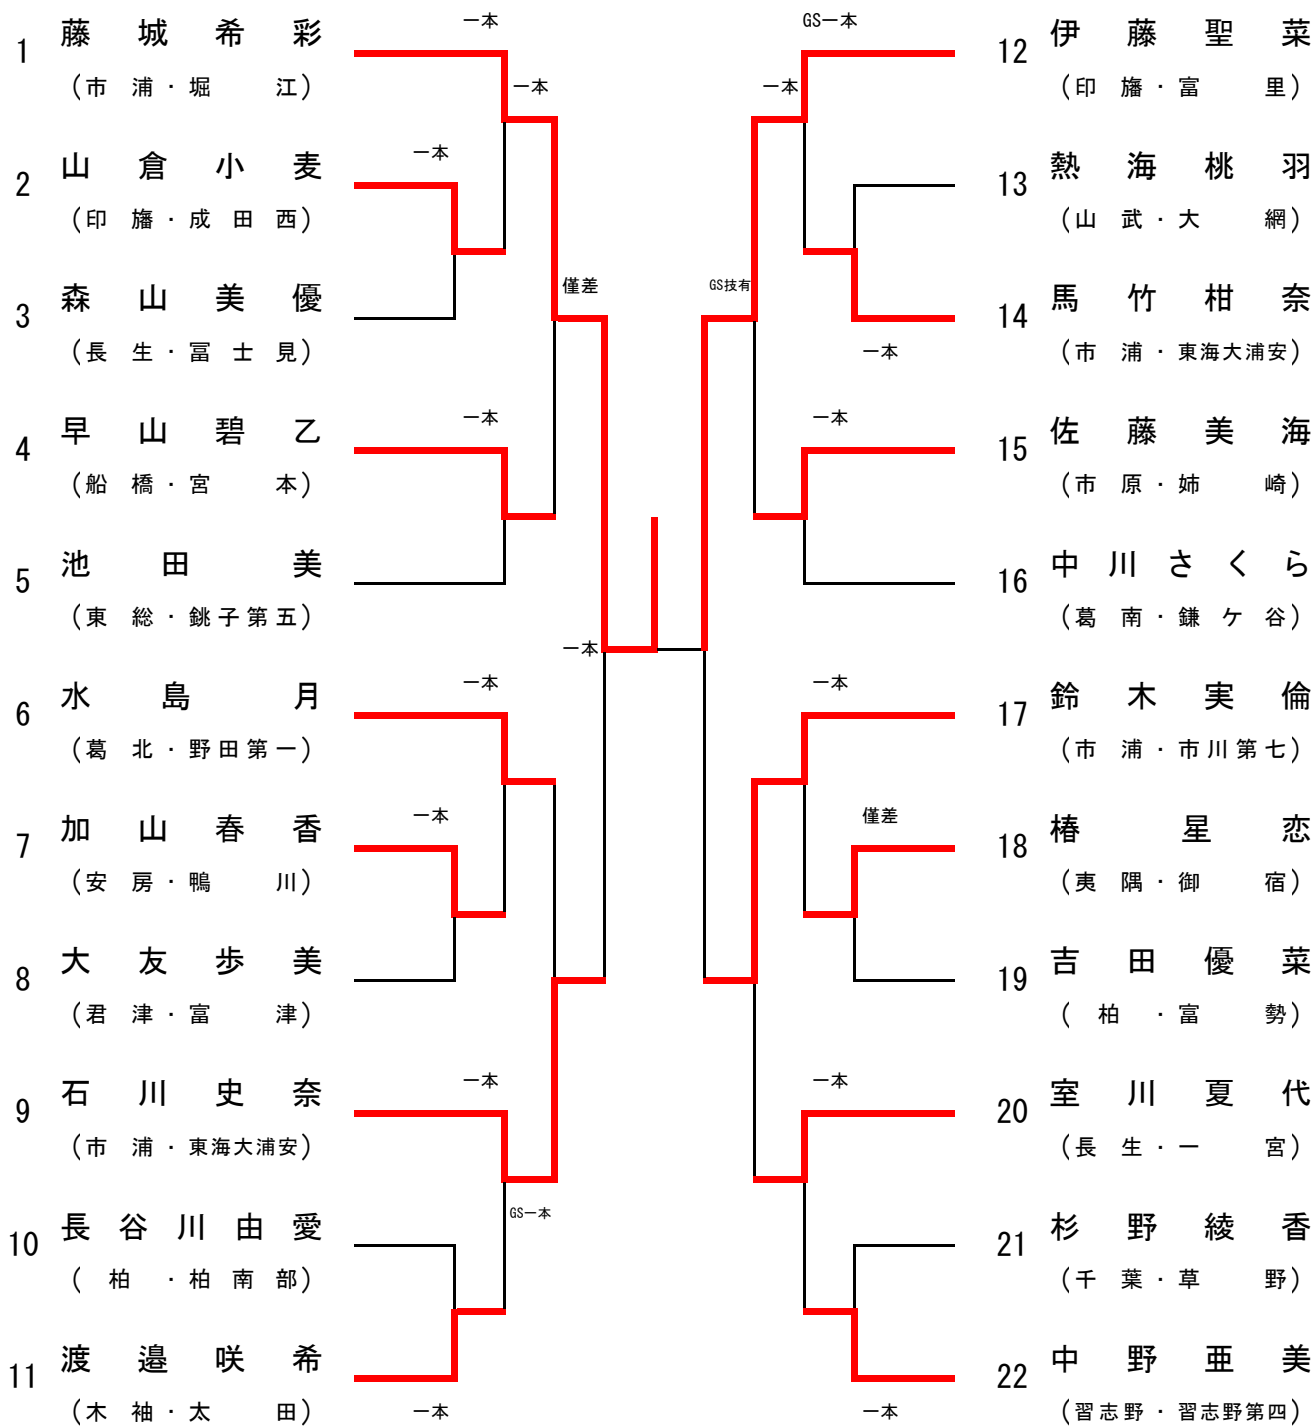 一本
1 藤城希彩
(市浦・堀江)
一本
一本
2 山倉小麦
(印旛・成田西)
3 森山美優
(長生・冨士見)
僅差
一本
4 早山碧乙
(船橋・宮本)
5 池田美
(東総・銚子第五)
一本
一本
6 水島月
(葛北・野田第一)
一本
7 加山春香
(安房・鴨川)
8 大友歩美
(君津・富津)
一本
9 石川史奈
(市浦・東海大浦安)
GS一本
10 長谷川由愛
(柏・柏南部)
11 渡邉咲希
(木袖・太田)
一本
GS一本
12 伊藤聖菜
(印旛・富里)
一本
13 熱海桃羽
(山武・大網)
GS技有
14 馬竹柑奈
(市浦・東海大浦安)
一本
一本
15 佐藤美海
(市原・姉崎)
16 中川さくら
(葛南・鎌ケ谷)
一本
17 鈴木実倫
(市浦・市川第七)
僅差
18 椿星恋
(夷隅・御宿)
19 吉田優菜
(柏・富勢)
一本
20 室川夏代
(長生・一宮)
21 杉野綾香
(千葉・草野)
22 中野亜美
(習志野・習志野第四)
一本